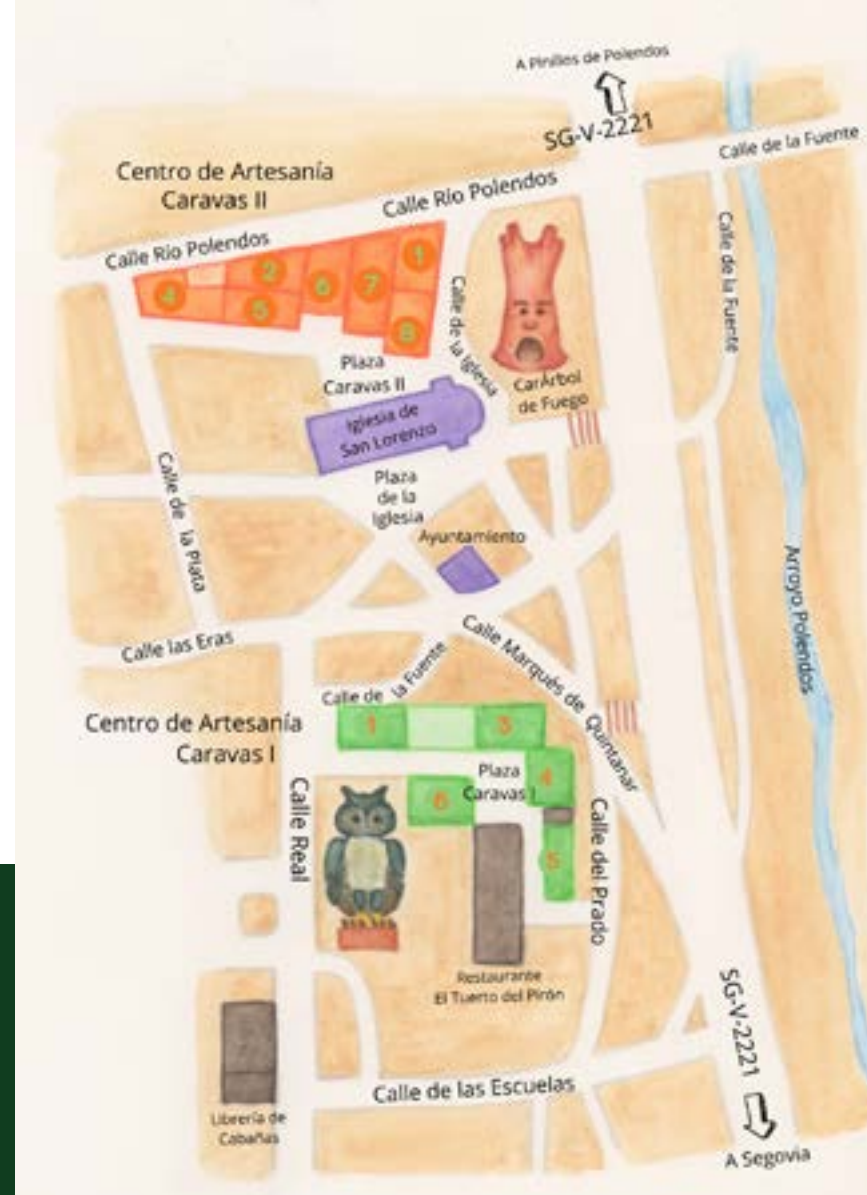 A Pinillos de Polendos
SG-V-2221
Calle de la Fuente
Centro de Artesanía
Caravas II
Calle Río Polendos
Calle Río Polendos
1
2
4
5
6
7
8
Calle de la Fuente
Calle de la Iglesia
Plaza
Caravas II
CarÁrbol
de Fuego
Iglesia de
San Lorenzo
Plaza
de la
Iglesia
Calle de la Plata
Ayuntamiento
Arroyo Polendos
Calle las Eras
Calle Marqués de Quintanar
Calle de la Fuente
Centro de Artesanía
Caravas I
1
3
4
Plaza
Caravas I
6
5
Calle Real
Calle del Prado
Restaurante
El Tuerto del Pirón
SG-V-2221
Calle de las Escuelas
Librería de
Cabañas
A Segovia